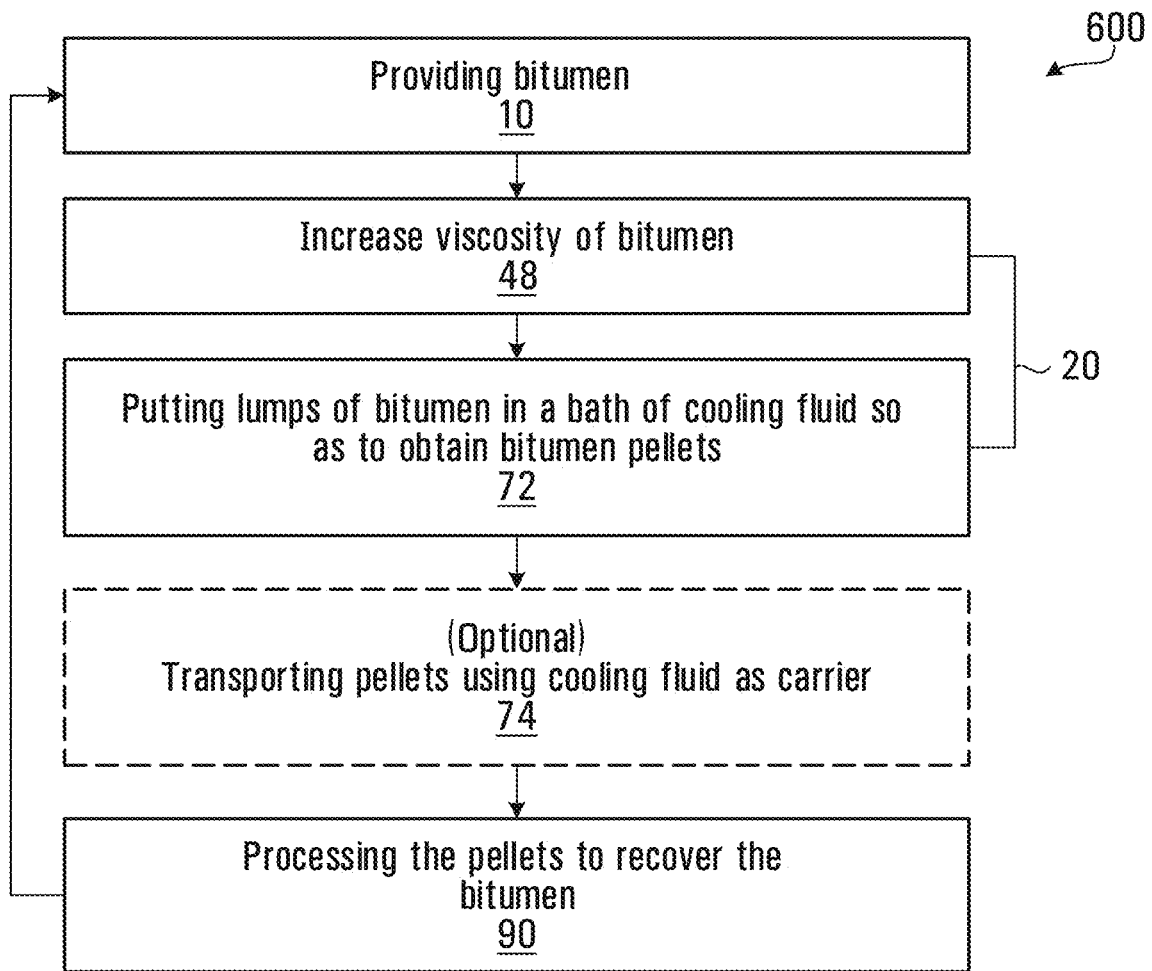 600
Providing bitumen
10
Increase viscosity of bitumen
48
20
Putting lumps of bitumen in a bath of cooling fluid so
as to obtain bitumen pellets
72
(Optional)
Transporting pellets using cooling fluid as carrier
74
Processing the pellets to recover the
bitumen
90